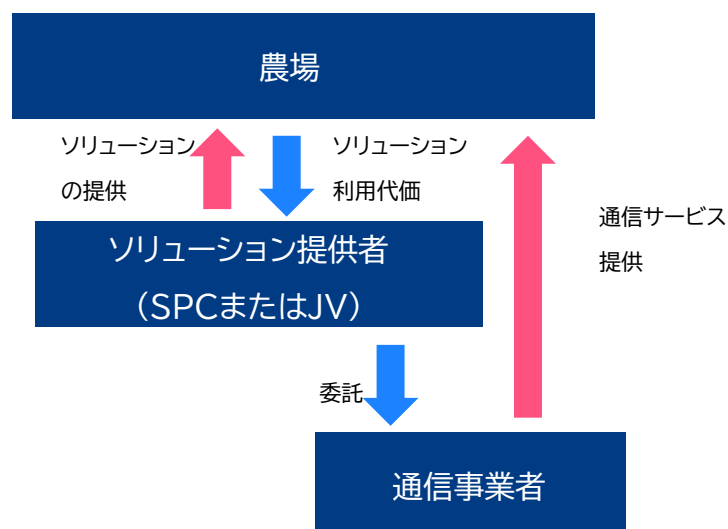 農場
ソリューション
の提供
ソリューション
利用代価
通信サービス
提供
ソリューション提供者
（SPCまたはJV）
委託
通信事業者